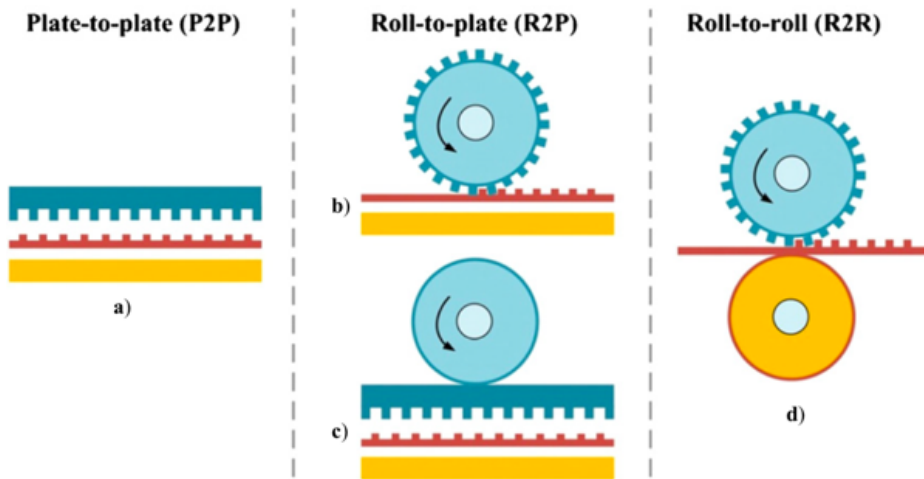 Plate-to-plate (P2P)
Roll-to-plate (R2P)
Roll-to-roll (R2R)
a)
b)
c)
d)